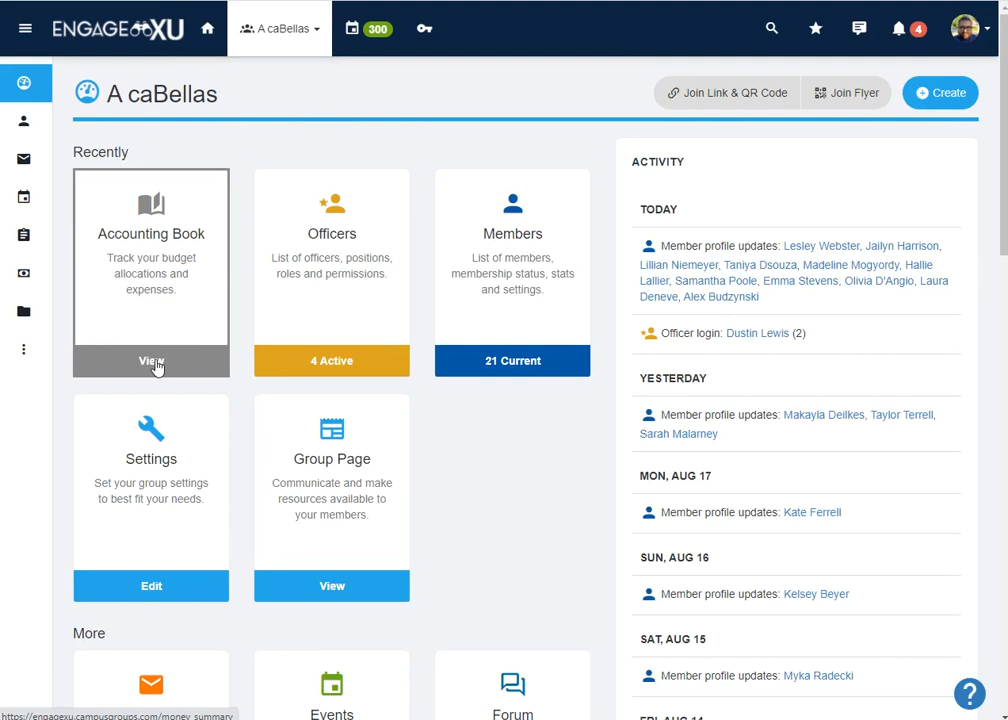 ENGAGE XU
A caBellas
300
4
A caBellas
Join Link & QR Code
Join Flyer
Create
Recently
Accounting Book
Track your budget
allocations and
expenses.
View
Officers
List of officers, positions,
roles and permissions.
4 Active
Members
List of members,
membership status, stats
and settings.
21 Current
Settings
Set your group settings
to best fit your needs.
Edit
Group Page
Communicate and make
resources available to
your members.
View
More
Events
Forum
ACTIVITY
TODAY
Member profile updates: Lesley Webster, Jailyn Harrison,
Lillian Niemeyer, Taniya Dsouza, Madeline Mogyordy, Hallie
Lallier, Samantha Poole, Emma Stevens, Olivia D'Angio, Laura
Deneve, Alex Budzynski
Officer login: Dustin Lewis (2)
YESTERDAY
Member profile updates: Makayla Deilkes, Taylor Terrell,
Sarah Malarney
MON, AUG 17
Member profile updates: Kate Ferrell
SUN, AUG 16
Member profile updates: Kelsey Beyer
SAT, AUG 15
Member profile updates: Myka Radecki
FRI, AUG 14
?
https://engagexu.campusgroups.com/money_summary